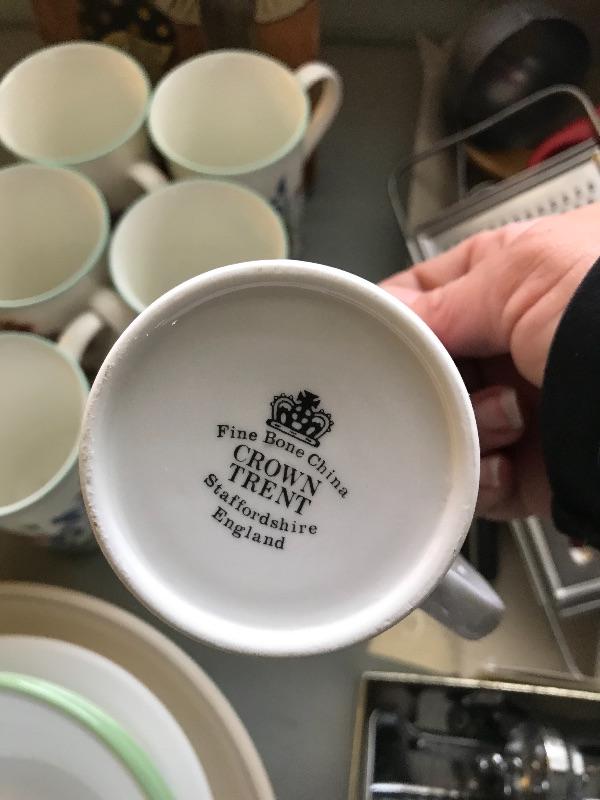 Fine Bone China
CROWN
TRENT
Staffordshire
England